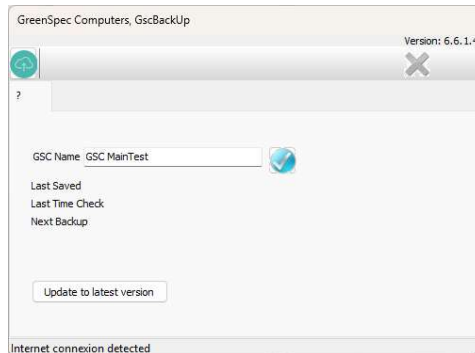 GreenSpec Computers, GscBackUp
Version: 6.6.1.4
?
GSC Name GSC MainTest
Last Saved
Last Time Check
Next Backup
Update to latest version
Internet connexion detected